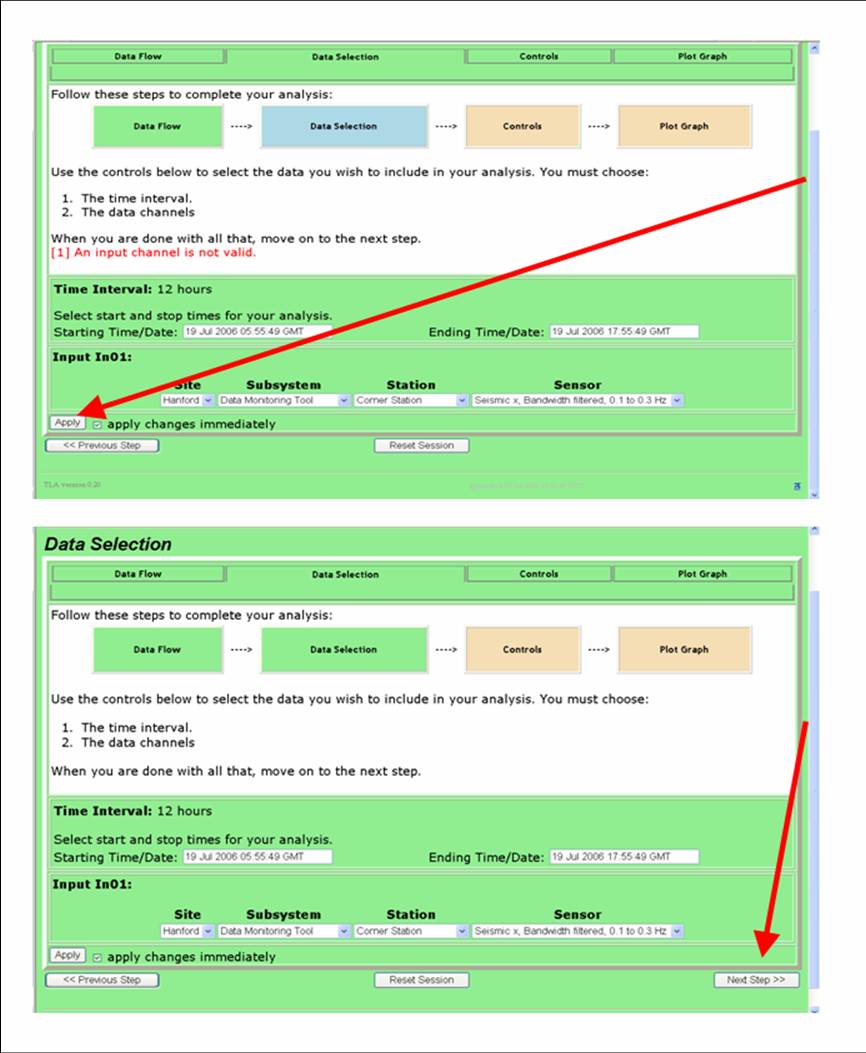 Data Flow Data Selection Controls Plot Graph
Follow these steps to complete your analysis:
Data Flow ----> Data Selection ----> Controls ----> Plot Graph
Use the controls below to select the data you wish to include in your analysis. You must choose:
1. The time interval.
2. The data channels
When you are done with all that, move on to the next step.
[1] An input channel is not valid.
Time Interval: 12 hours
Select start and stop times for your analysis.
Starting Time/Date: 19 Jul 2006 05:55:49 GMT Ending Time/Date: 19 Jul 2006 17:55:49 GMT
Input In01:
Site Subsystem Station Sensor
Hanford Data Monitoring Tool Corner Station Seismic x, Bandwidth filtered, 0.1 to 0.3 Hz
Apply apply changes immediately
<< Previous Step Reset Session
TLA version 0.20
Data Selection
Data Flow Data Selection Controls Plot Graph
Follow these steps to complete your analysis:
Data Flow ----> Data Selection ----> Controls ----> Plot Graph
Use the controls below to select the data you wish to include in your analysis. You must choose:
1. The time interval.
2. The data channels
When you are done with all that, move on to the next step.
Time Interval: 12 hours
Select start and stop times for your analysis.
Starting Time/Date: 19 Jul 2006 05:55:49 GMT Ending Time/Date: 19 Jul 2006 17:55:49 GMT
Input In01:
Site Subsystem Station Sensor
Hanford Data Monitoring Tool Corner Station Seismic x, Bandwidth filtered, 0.1 to 0.3 Hz
Apply apply changes immediately
<< Previous Step Reset Session Next Step >>